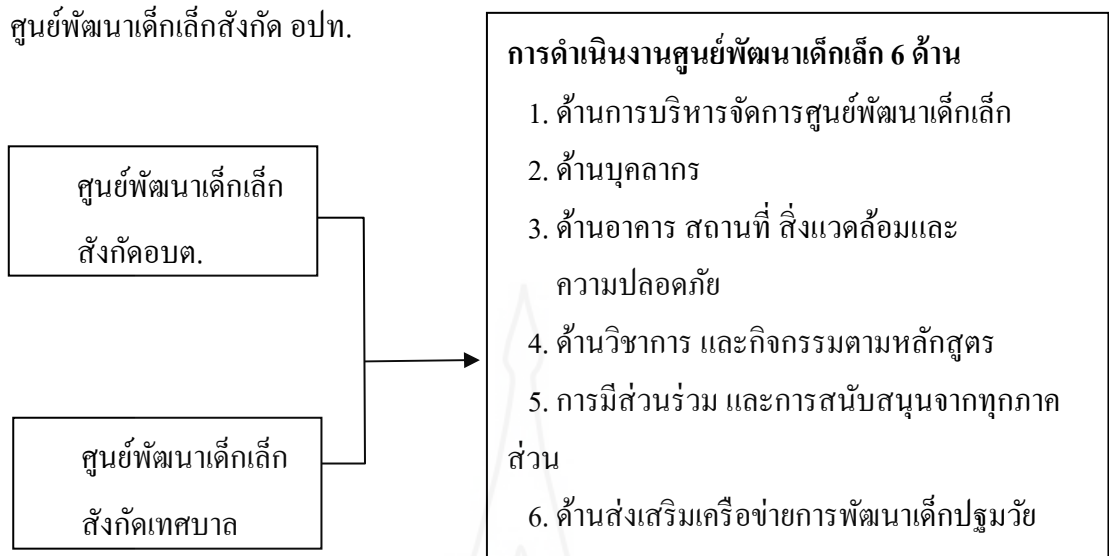 ศูนย์พัฒนาเด็กเล็กสังกัด อปท.
ศูนย์พัฒนาเด็กเล็ก
สังกัดอบต.
ศูนย์พัฒนาเด็กเล็ก
สังกัดเทศบาล
การดำเนินงานศูนย์พัฒนาเด็กเล็ก 6 ด้าน
1. ด้านการบริหารจัดการศูนย์พัฒนาเด็กเล็ก
2. ด้านบุคลากร
3. ด้านอาคาร สถานที่ สิ่งแวดล้อมและ
ความปลอดภัย
4. ด้านวิชาการ และกิจกรรมตามหลักสูตร
5. การมีส่วนร่วม และการสนับสนุนจากทุกภาค
ส่วน
6. ด้านส่งเสริมเครือข่ายการพัฒนาเด็กปฐมวัย